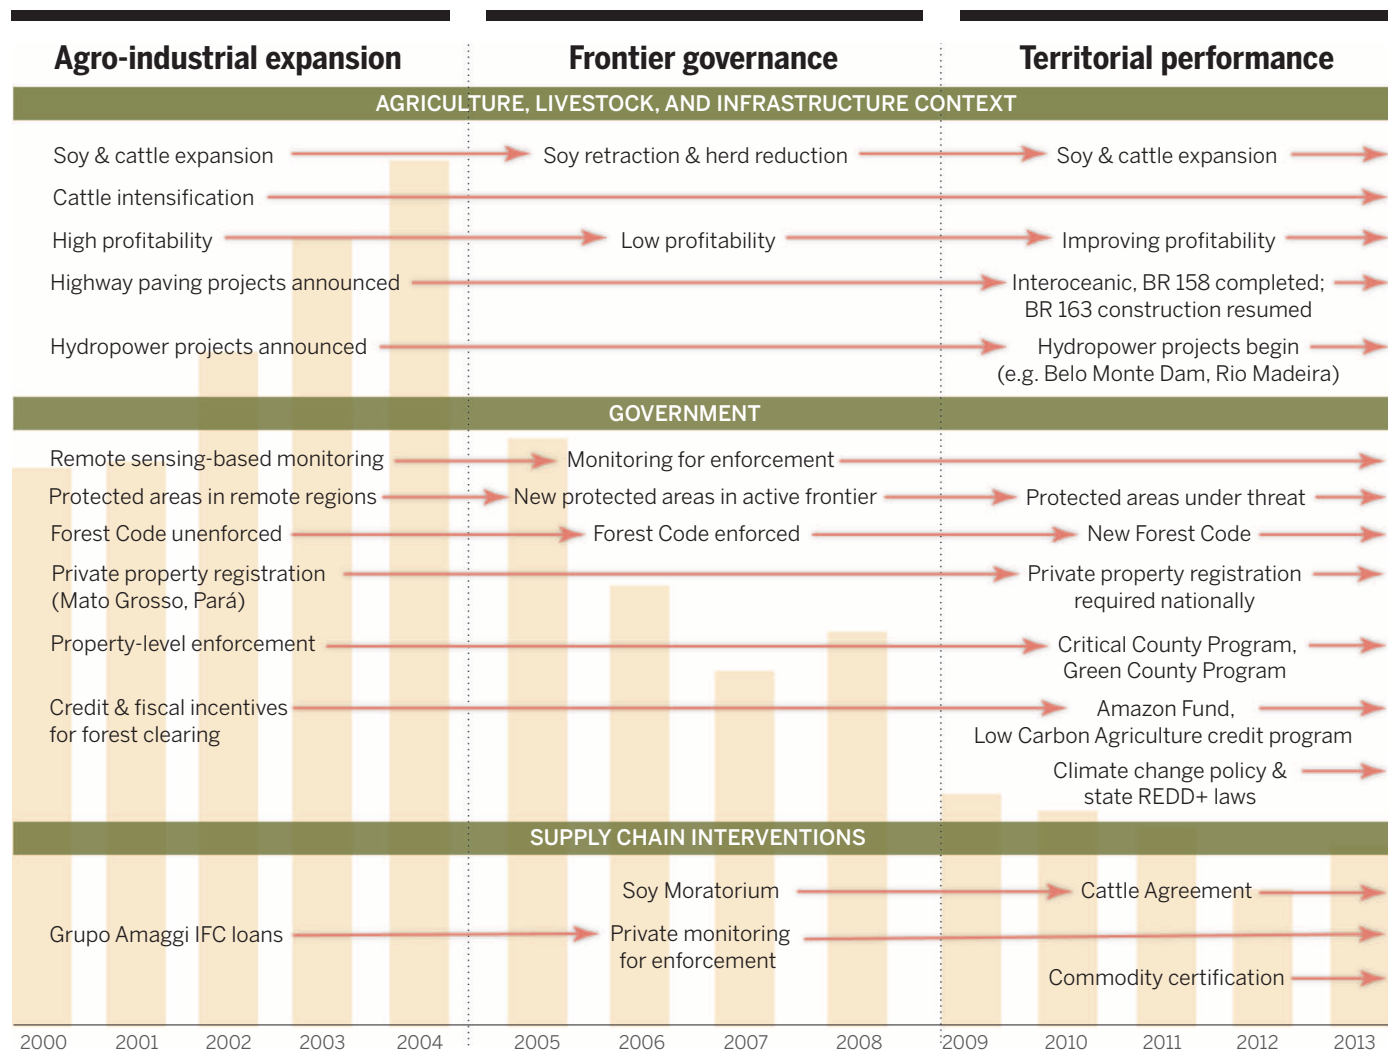 Agro-industrial expansion
Frontier governance
Territorial performance
AGRICULTURE, LIVESTOCK, AND INFRASTRUCTURE CONTEXT
Soy & cattle expansion
Soy retraction & herd reduction
Soy & cattle expansion
Cattle intensification
High profitability
Low profitability
Improving profitability
Highway paving projects announced
Interoceanic, BR 158 completed;
BR 163 construction resumed
Hydropower projects announced
Hydropower projects begin
(e.g. Belo Monte Dam, Rio Madeira)
GOVERNMENT
Remote sensing-based monitoring
Monitoring for enforcement
Protected areas in remote regions
New protected areas in active frontier
Protected areas under threat
Forest Code unenforced
Forest Code enforced
New Forest Code
Private property registration
(Mato Grosso, Pará)
Private property registration
required nationally
Property-level enforcement
Critical County Program,
Green County Program
Credit & fiscal incentives
for forest clearing
Amazon Fund,
Low Carbon Agriculture credit program
Climate change policy &
state REDD+ laws
SUPPLY CHAIN INTERVENTIONS
Soy Moratorium
Cattle Agreement
Grupo Amaggi IFC loans
Private monitoring
for enforcement
Commodity certification
2000 2001 2002 2003 2004 2005 2006 2007 2008 2009 2010 2011 2012 2013